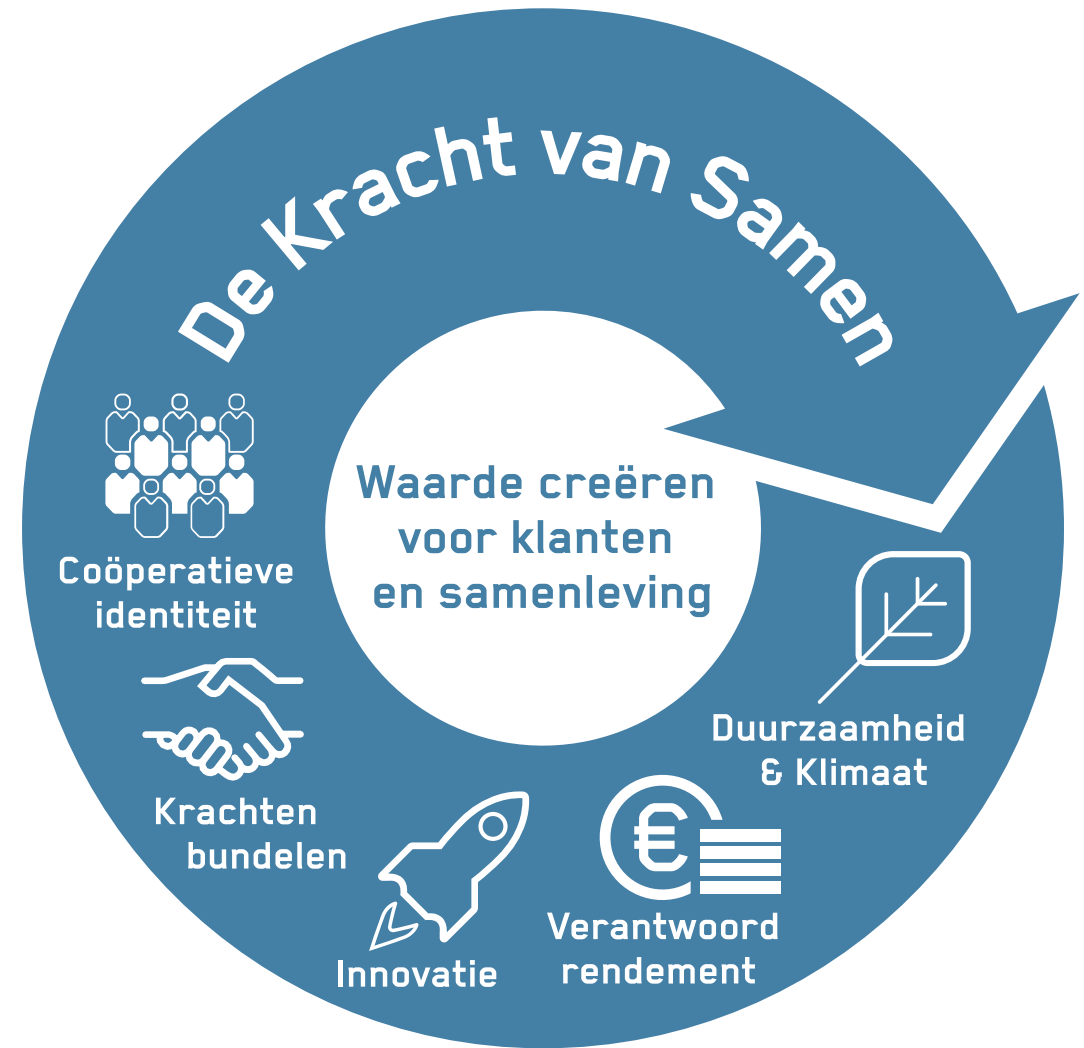 De Kracht van Samen
Waarde creëren
voor klanten
en samenleving
Coöperatieve
identiteit
Krachten
bundelen
Innovatie
€
Verantwoord
rendement
Duurzaamheid
& Klimaat